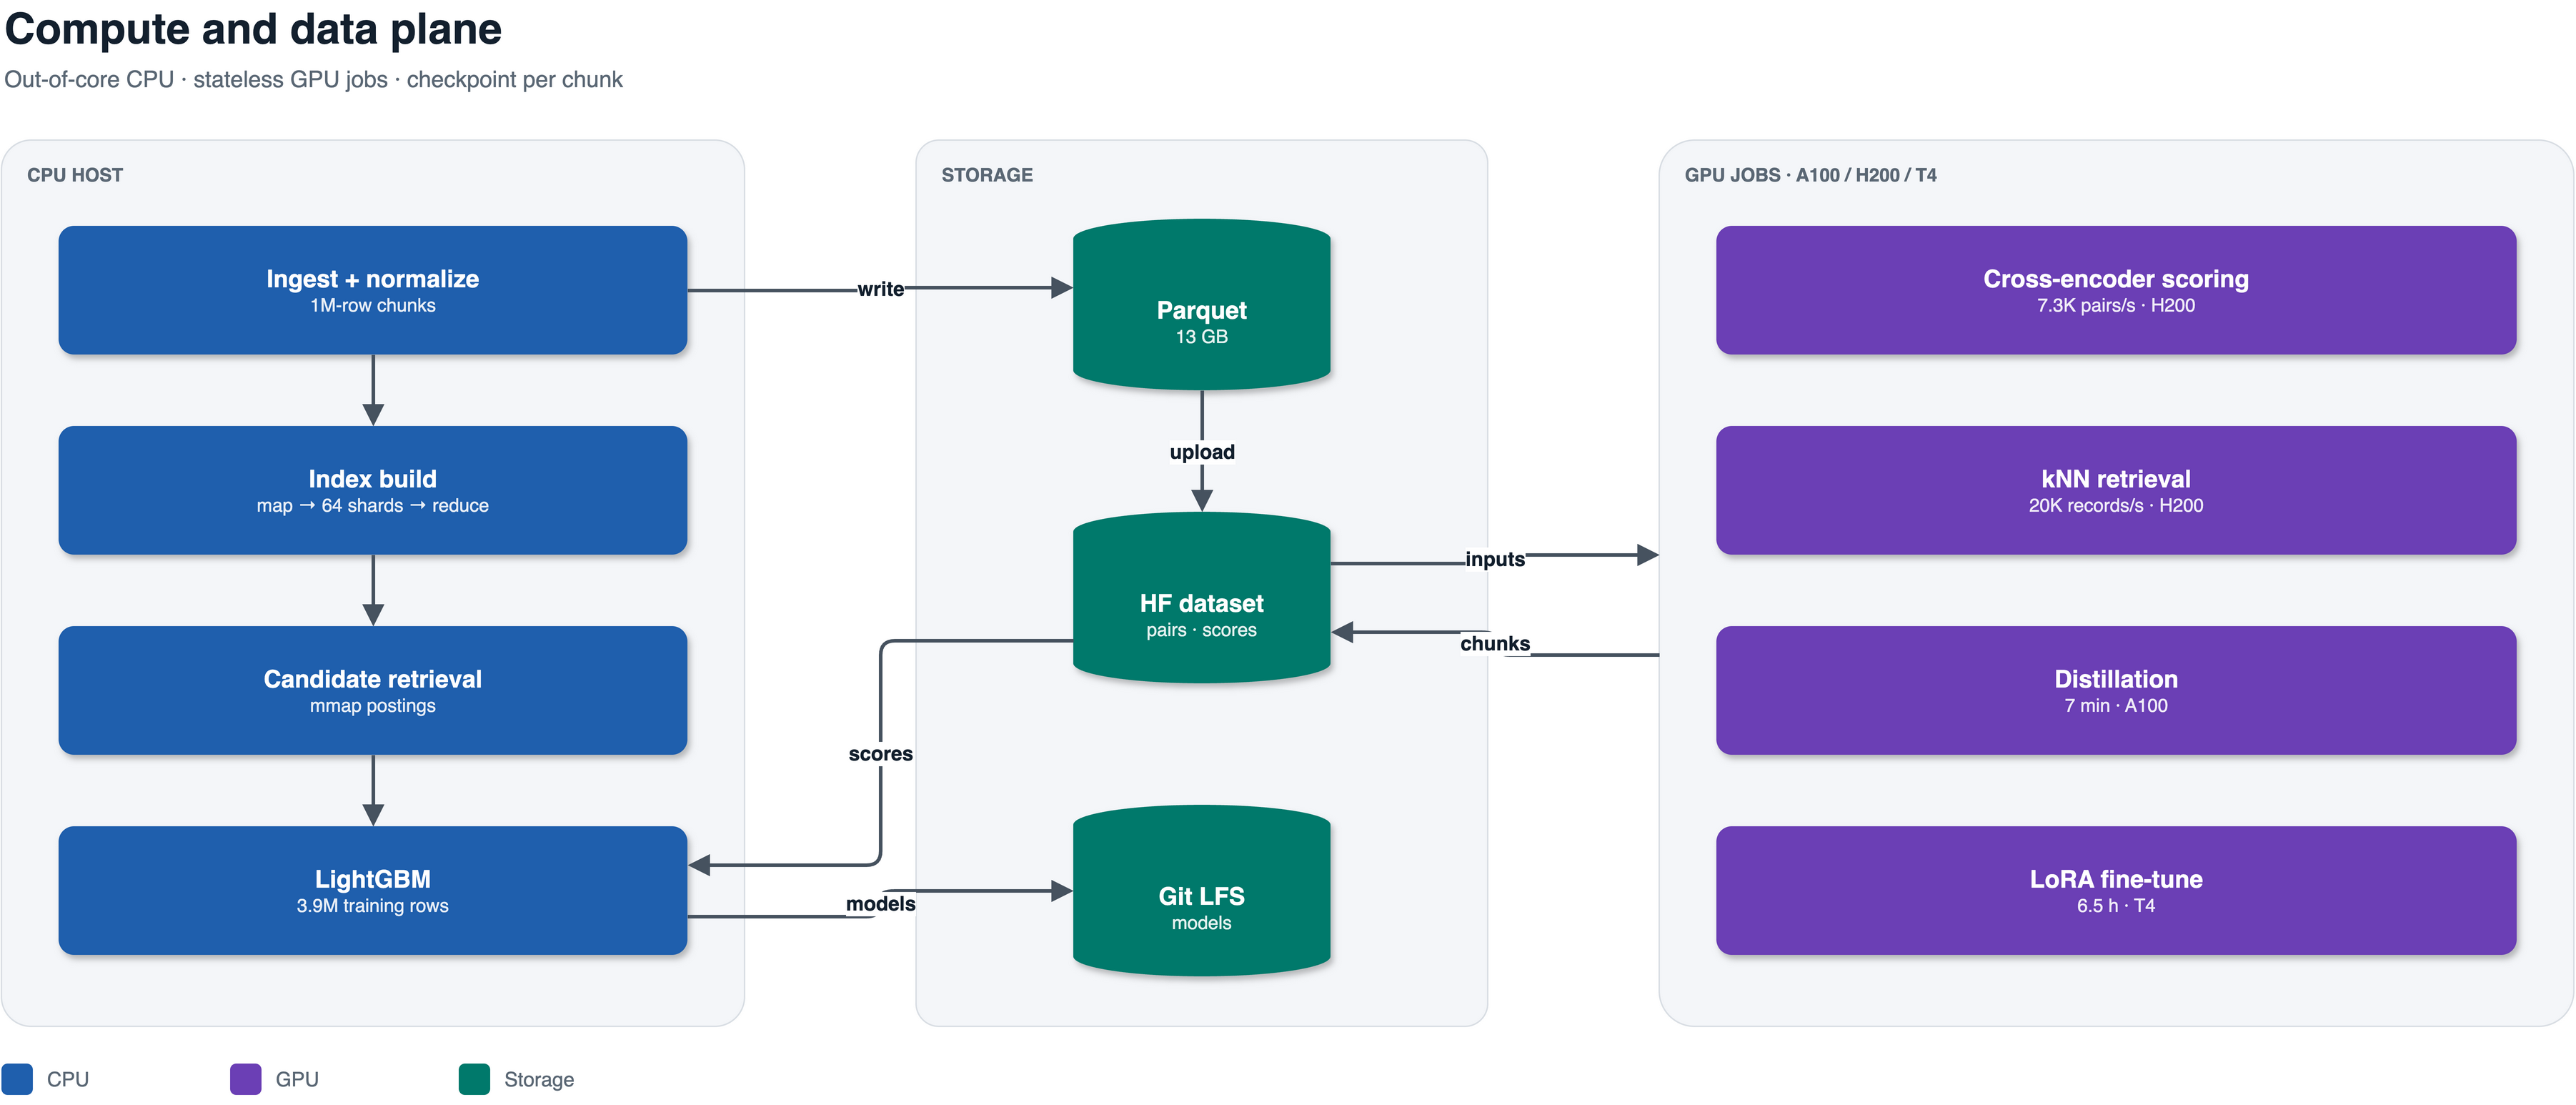 Compute and data plane
Out-of-core CPU · stateless GPU jobs · checkpoint per chunk
CPU HOST
Ingest + normalize
1M-row chunks
Index build
map → 64 shards → reduce
Candidate retrieval
mmap postings
LightGBM
3.9M training rows
write
scores
models
STORAGE
Parquet
13 GB
upload
HF dataset
pairs · scores
Git LFS
models
inputs
chunks
GPU JOBS · A100 / H200 / T4
Cross-encoder scoring
7.3K pairs/s · H200
kNN retrieval
20K records/s · H200
Distillation
7 min · A100
LoRA fine-tune
6.5 h · T4
CPU
GPU
Storage